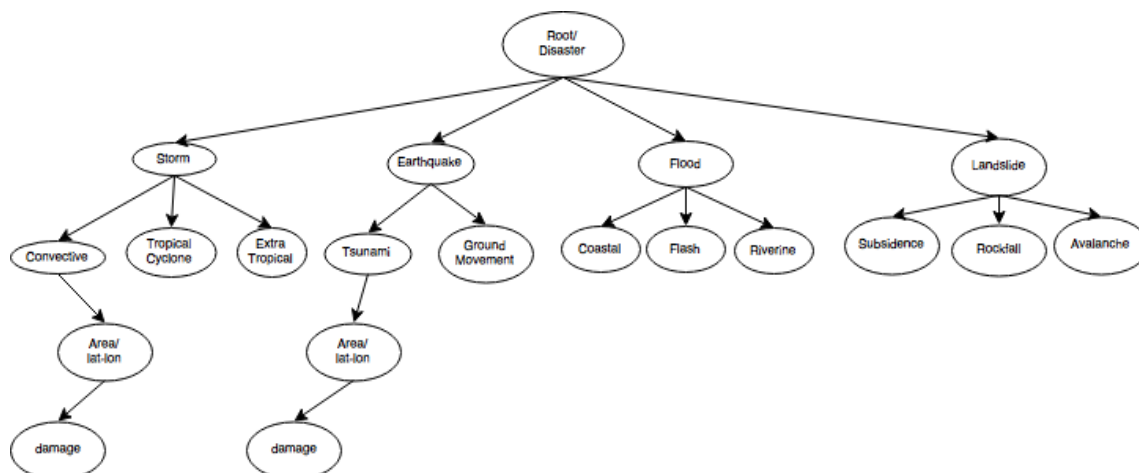 Root/
Disaster
Storm
Earthquake
Flood
Landslide
Convective
Tropical
Cyclone
Extra
Tropical
Tsunami
Ground
Movement
Coastal
Flash
Riverine
Subsidence
Rockfall
Avalanche
Area/
lat-lon
Area/
lat-lon
damage
damage